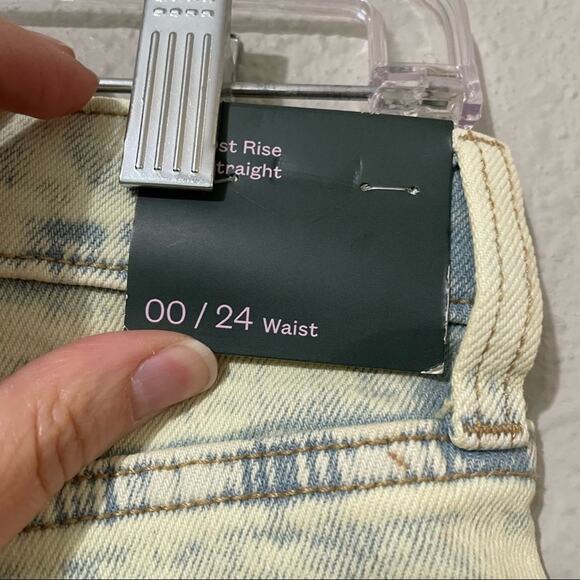 st Rise
traight
00 / 24 Waist